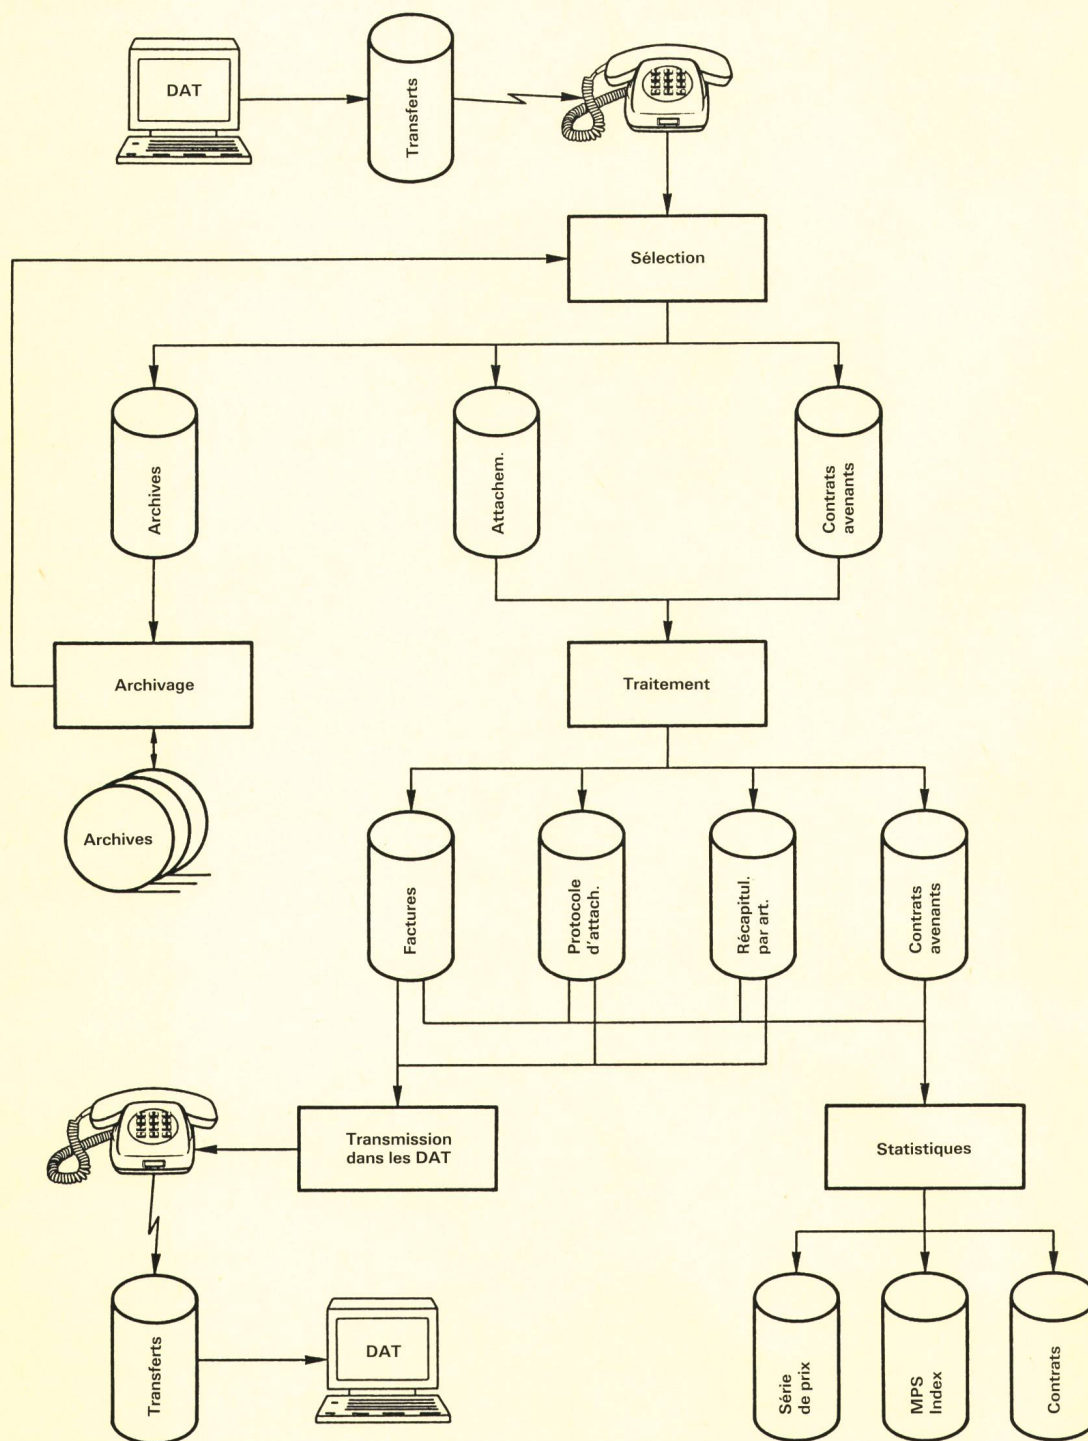 DAT
Transferts
Sélection
Archives
Attachem.
Contrats
avenants
Archivage
Traitement
Archives
Factures
Protocole
d'attach.
Récapitul.
par art.
Contrats
avenants
Transmission
dans les DAT
Statistiques
Transferts
DAT
Série
de prix
MPS
Index
Contrats